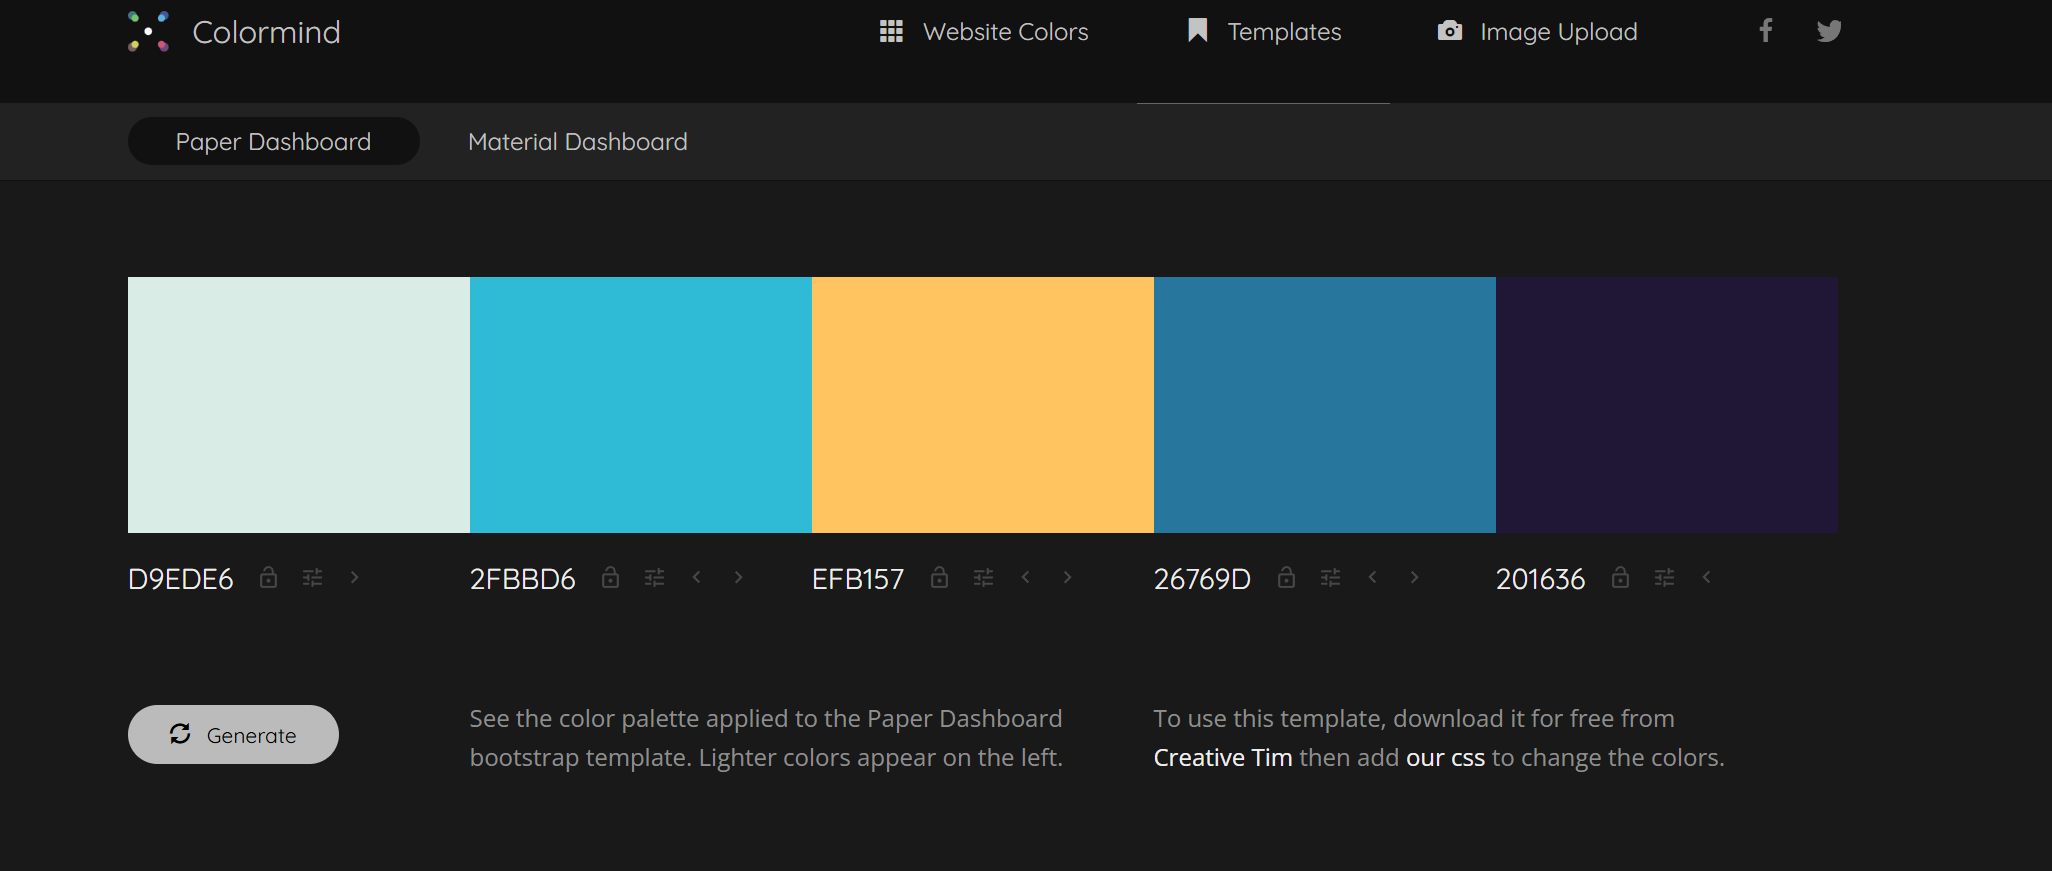 Colormind
Website Colors
Templates
Image Upload
Paper Dashboard
Material Dashboard
D9EDE6
2FBBD6
EFB157
26769D
201636
Generate
See the color palette applied to the Paper Dashboard
bootstrap template. Lighter colors appear on the left.
To use this template, download it for free from
Creative Tim then add our css to change the colors.